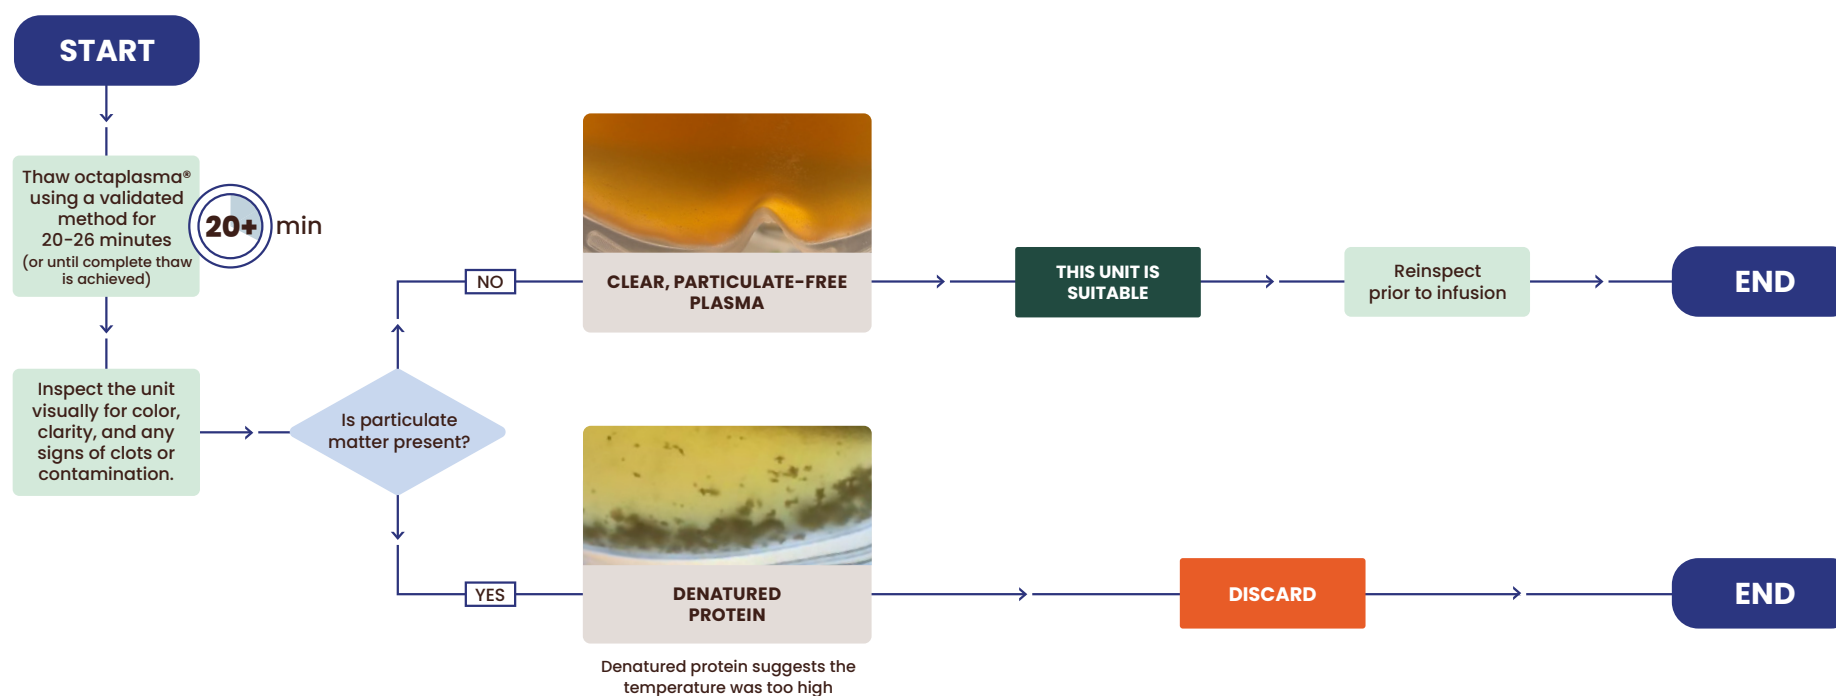 START
Thaw octaplasma®
using a validated
method for
20-26 minutes
(or until complete thaw
is achieved)
20+ min
Inspect the unit
visually for color,
clarity, and any
signs of clots or
contamination.
Is particulate
matter present?
NO
CLEAR, PARTICULATE-FREE
PLASMA
THIS UNIT IS
SUITABLE
Reinspect
prior to infusion
END
YES
DENATURED
PROTEIN
Denatured protein suggests the
temperature was too high
DISCARD
END